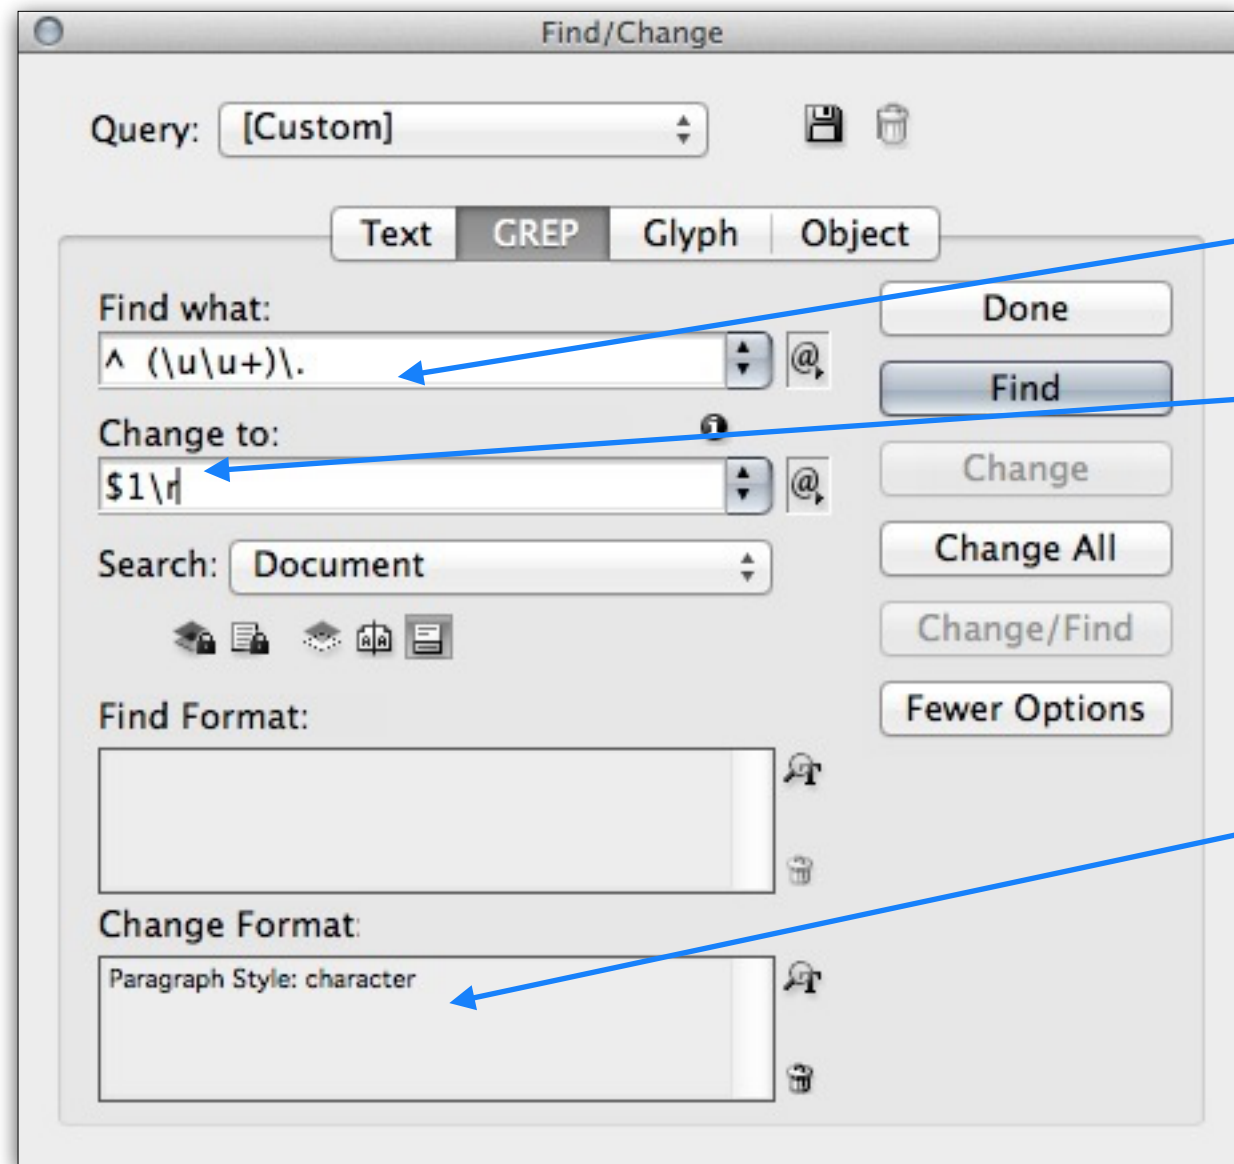 Find/Change
Query: [Custom]
Text GREP Glyph Object
Find what:
^ (\u\u+)\.
Change to:
$1\r
Search: Document
Find Format:
Change Format:
Paragraph Style: character
Done
Find
Change
Change All
Change/Find
Fewer Options